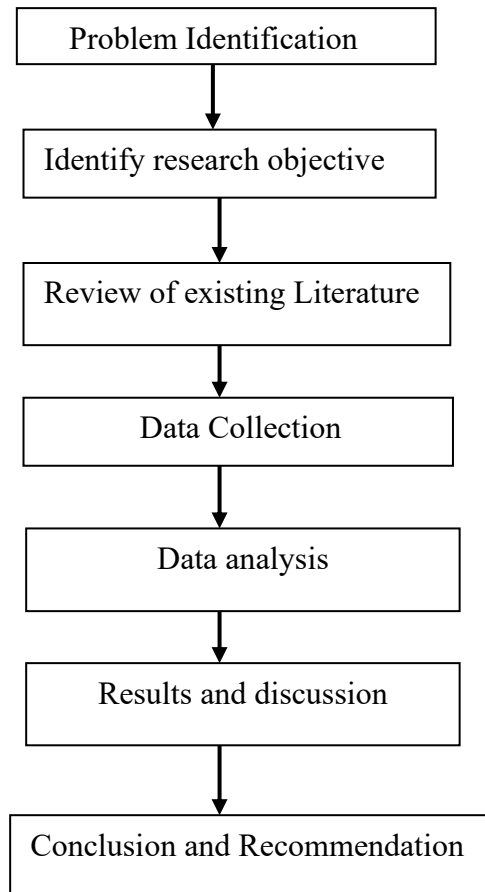 Problem Identification
Identify research objective
Review of existing Literature
Data Collection
Data analysis
Results and discussion
Conclusion and Recommendation